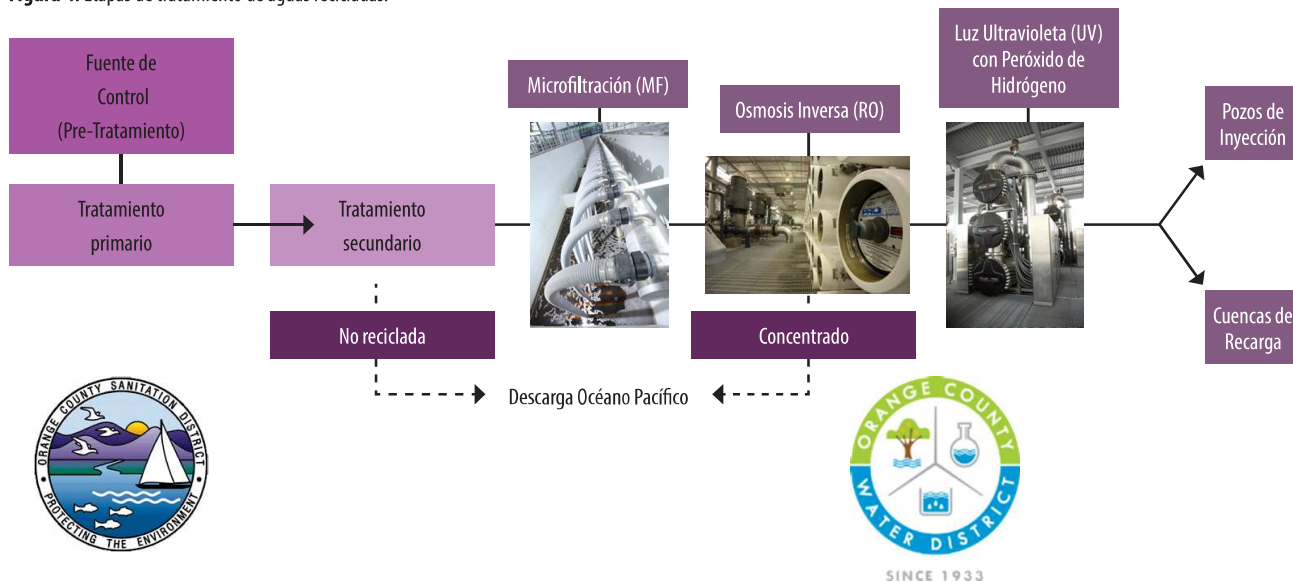 Fuente de
Control
(Pre-Tratamiento)
Tratamiento
primario
Tratamiento
secundario
Microfiltración (MF)
Osmosis Inversa (RO)
Luz Ultravioleta (UV)
con Peróxido de
Hidrógeno
Pozos de
Inyección
Cuencas de
Recarga
No reciclada
Concentrado
Descarga Océano Pacífico
ORANGE COUNTY SANITATION DISTRICT
PROTECTING THE ENVIRONMENT
ORANGE COUNTY
WATER DISTRICT
SINCE 1933